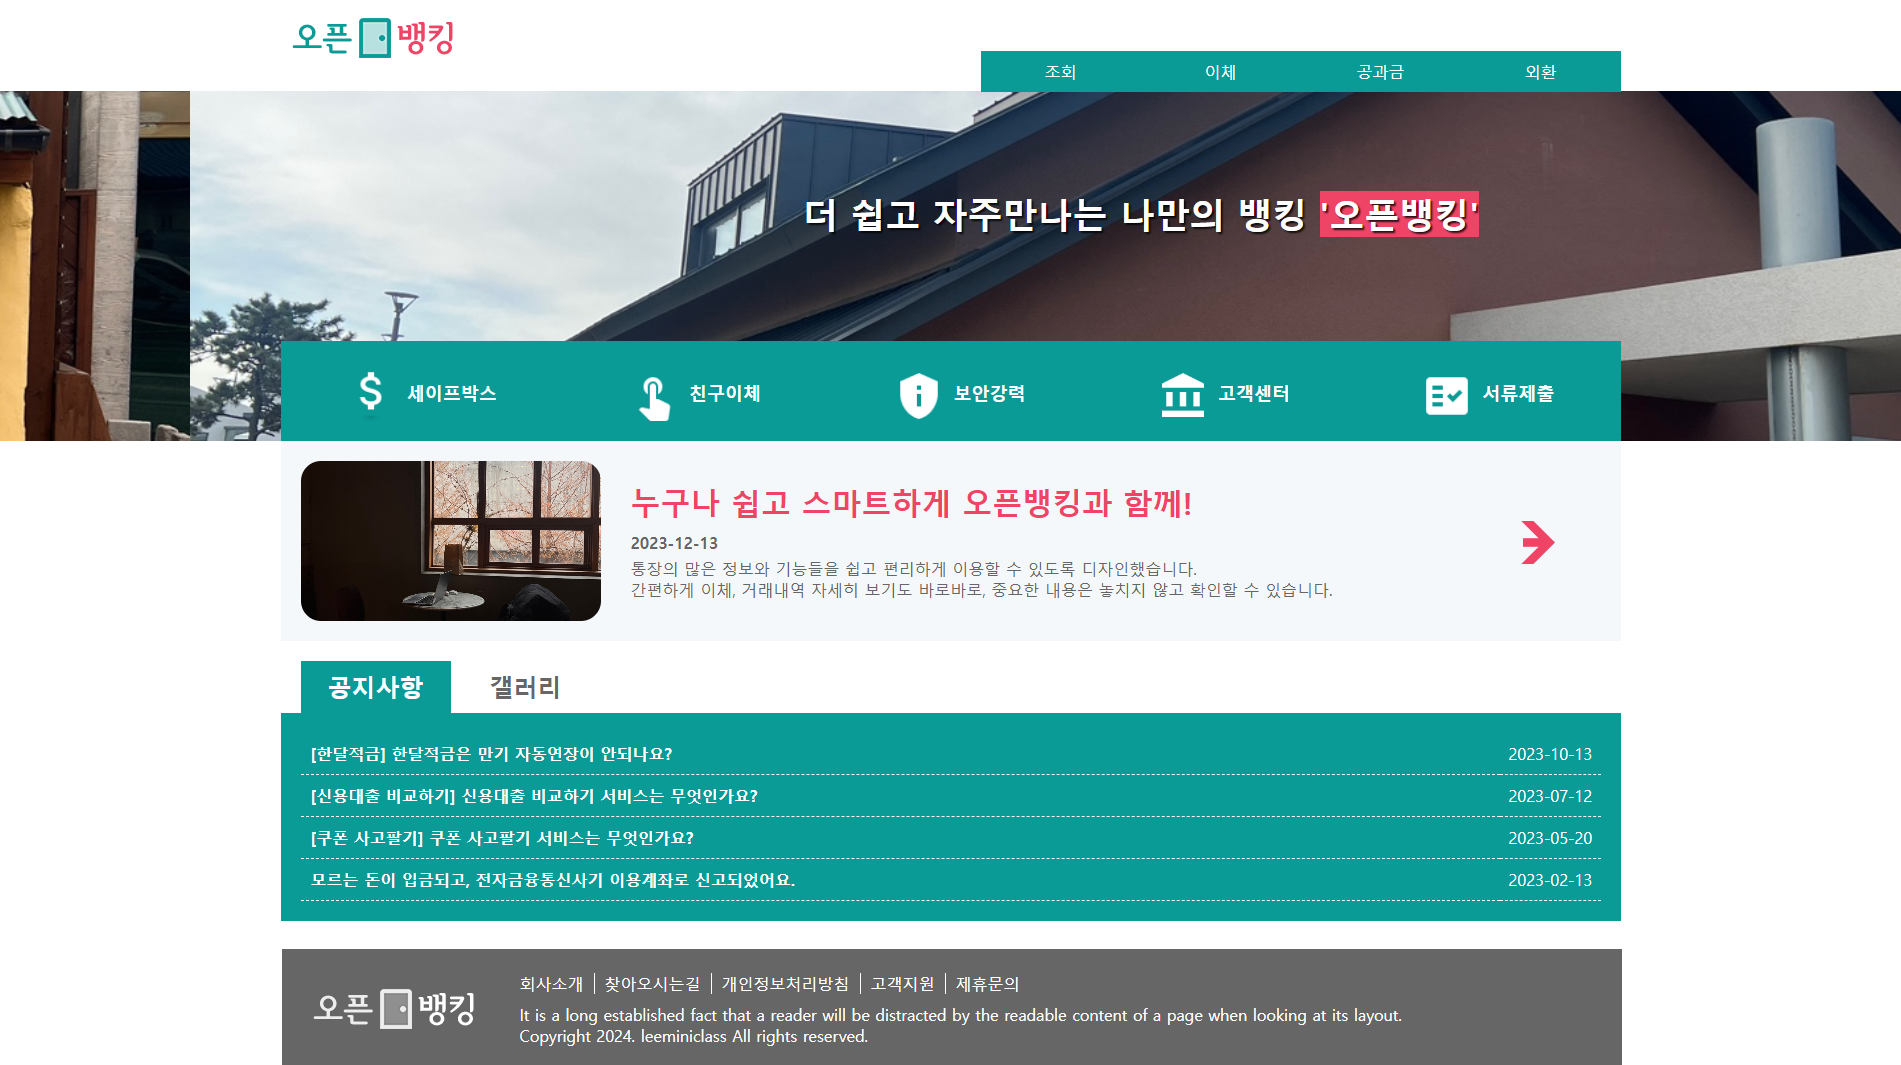 오픈 뱅킹
조회 이체 공과금 외환
더 쉽고 자주만나는 나만의 뱅킹 '오픈뱅킹'
세이프박스 친구이체 보안강력 고객센터 서류제출
누구나 쉽고 스마트하게 오픈뱅킹과 함께!
2023-12-13
통장의 많은 정보와 기능들을 쉽고 편리하게 이용할 수 있도록 디자인했습니다.
간편하게 이체, 거래내역 자세히 보기도 바로바로, 중요한 내용은 놓치지 않고 확인할 수 있습니다.
공지사항 갤러리
[한달적금] 한달적금은 만기 자동연장이 안되나요? 2023-10-13
[신용대출 비교하기] 신용대출 비교하기 서비스는 무엇인가요? 2023-07-12
[쿠폰 사고팔기] 쿠폰 사고팔기 서비스는 무엇인가요? 2023-05-20
모르는 돈이 입금되고, 전자금융통신사기 이용계좌로 신고되었어요. 2023-02-13
오픈 뱅킹
회사소개 찾아오시는길 개인정보처리방침 고객지원 제휴문의
It is a long established fact that a reader will be distracted by the readable content of a page when looking at its layout.
Copyright 2024. leeminiclass All rights reserved.